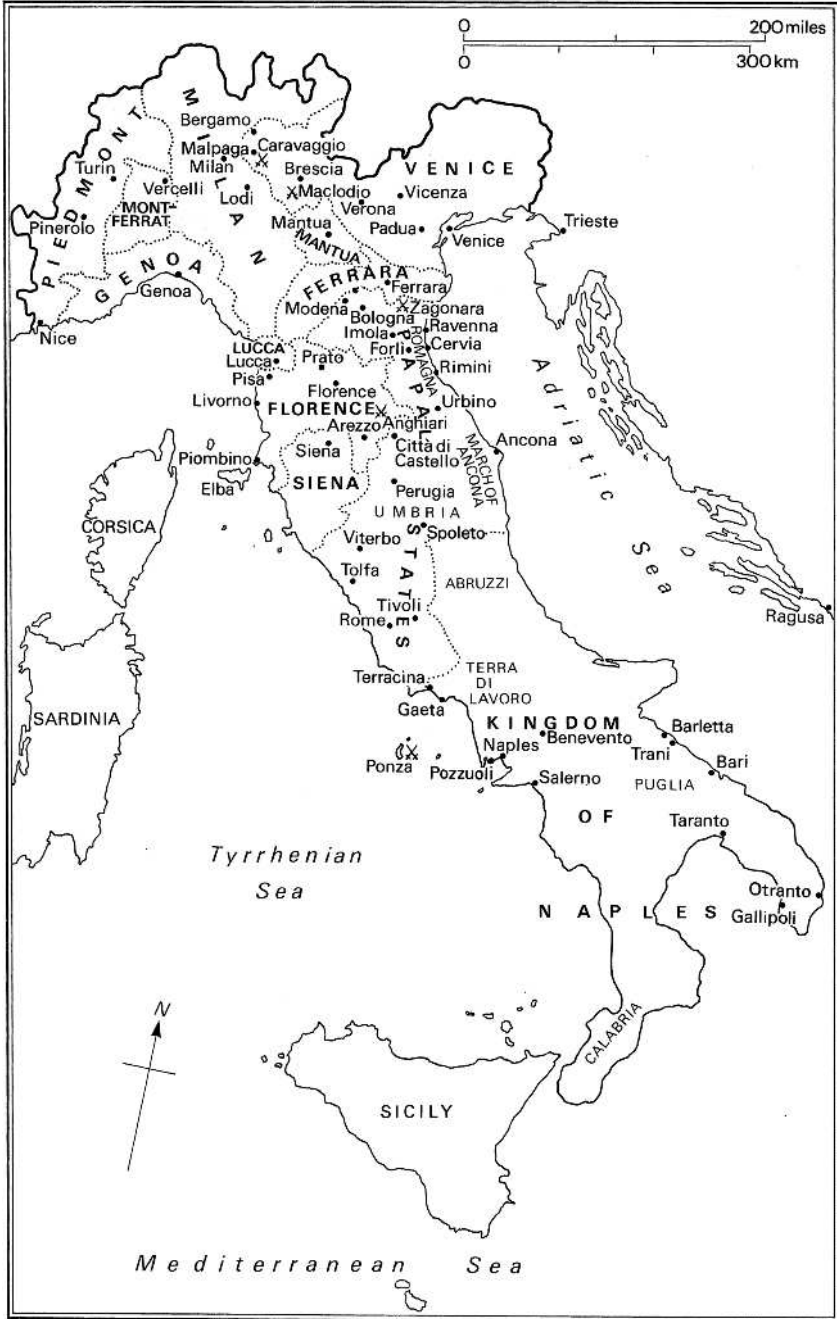 0 200 miles
0 300 km
PIEDMONT
MILAN
Bergamo
Malpaga
Caravaggio
Milan
Turin
Brescia
VENICE
Vercelli
Lodi
Maclodio
Vicenza
MONT-
FERRAT
Verona
Pinerolo
Mantua
MANTUA
Padua
Venice
Trieste
GENOA
Genoa
FERRARA
Ferrara
Modena
Zagonara
Bologna
Ravenna
Nice
Imola
Cervia
LUCCA
Lucca
Prato
Forli
ROMAGNA
Rimini
Pisa
Florence
PAPAL
Livorno
FLORENCE
Urbino
Arezzo
Anghiari
Adriatic Sea
Siena
Città di
Castello
MARCH OF
ANCONA
Ancona
Piombino
Elba
SIENA
Perugia
CORSICA
UMBRIA
Spoleto
STATES
Viterbo
Tolfa
ABRUZZI
Tivoli
Rome
Ragusa
Terracina
TERRA
DI
LAVORO
Gaeta
SARDINIA
KINGDOM
Naples
Benevento
Barletta
Trani
Ponza
Pozzuoli
Bari
Salerno
PUGLIA
OF
Taranto
Tyrrhenian
Sea
Otranto
NAPLES
Gallipoli
N
CALABRIA
SICILY
Mediterranean Sea